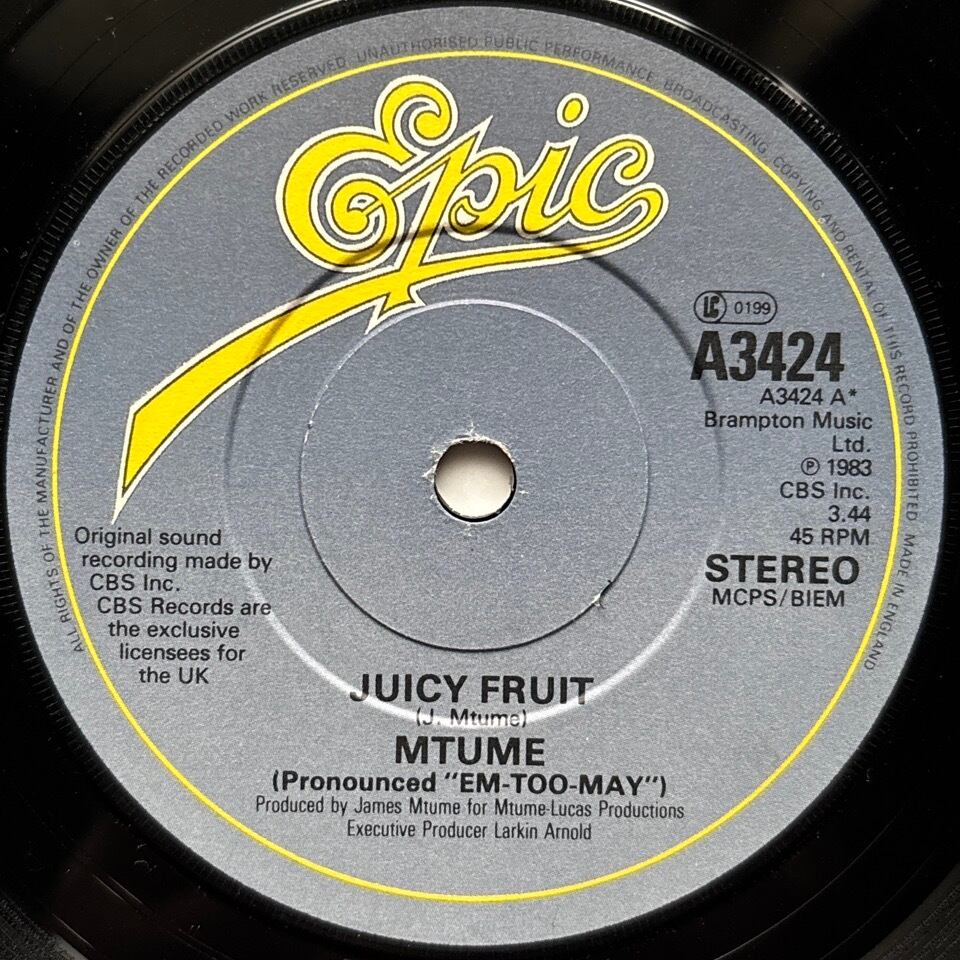 ALL RIGHTS OF THE MANUFACTURER AND OF THE OWNER OF THE RECORDED WORK RESERVED. UNAUTHORISED PUBLIC PERFORMANCE, BROADCASTING, COPYING AND RENTAL OF THIS RECORD PROHIBITED. MADE IN ENGLAND
Epic
LC 0199
A3424
A3424 A*
Brampton Music
Ltd.
℗ 1983
CBS Inc.
3.44
45 RPM
STEREO
MCPS/BIEM
Original sound
recording made by
CBS Inc.
CBS Records are
the exclusive
licensees for
the UK
JUICY FRUIT
(J. Mtume)
MTUME
(Pronounced "EM-TOO-MAY")
Produced by James Mtume for Mtume-Lucas Productions
Executive Producer Larkin Arnold